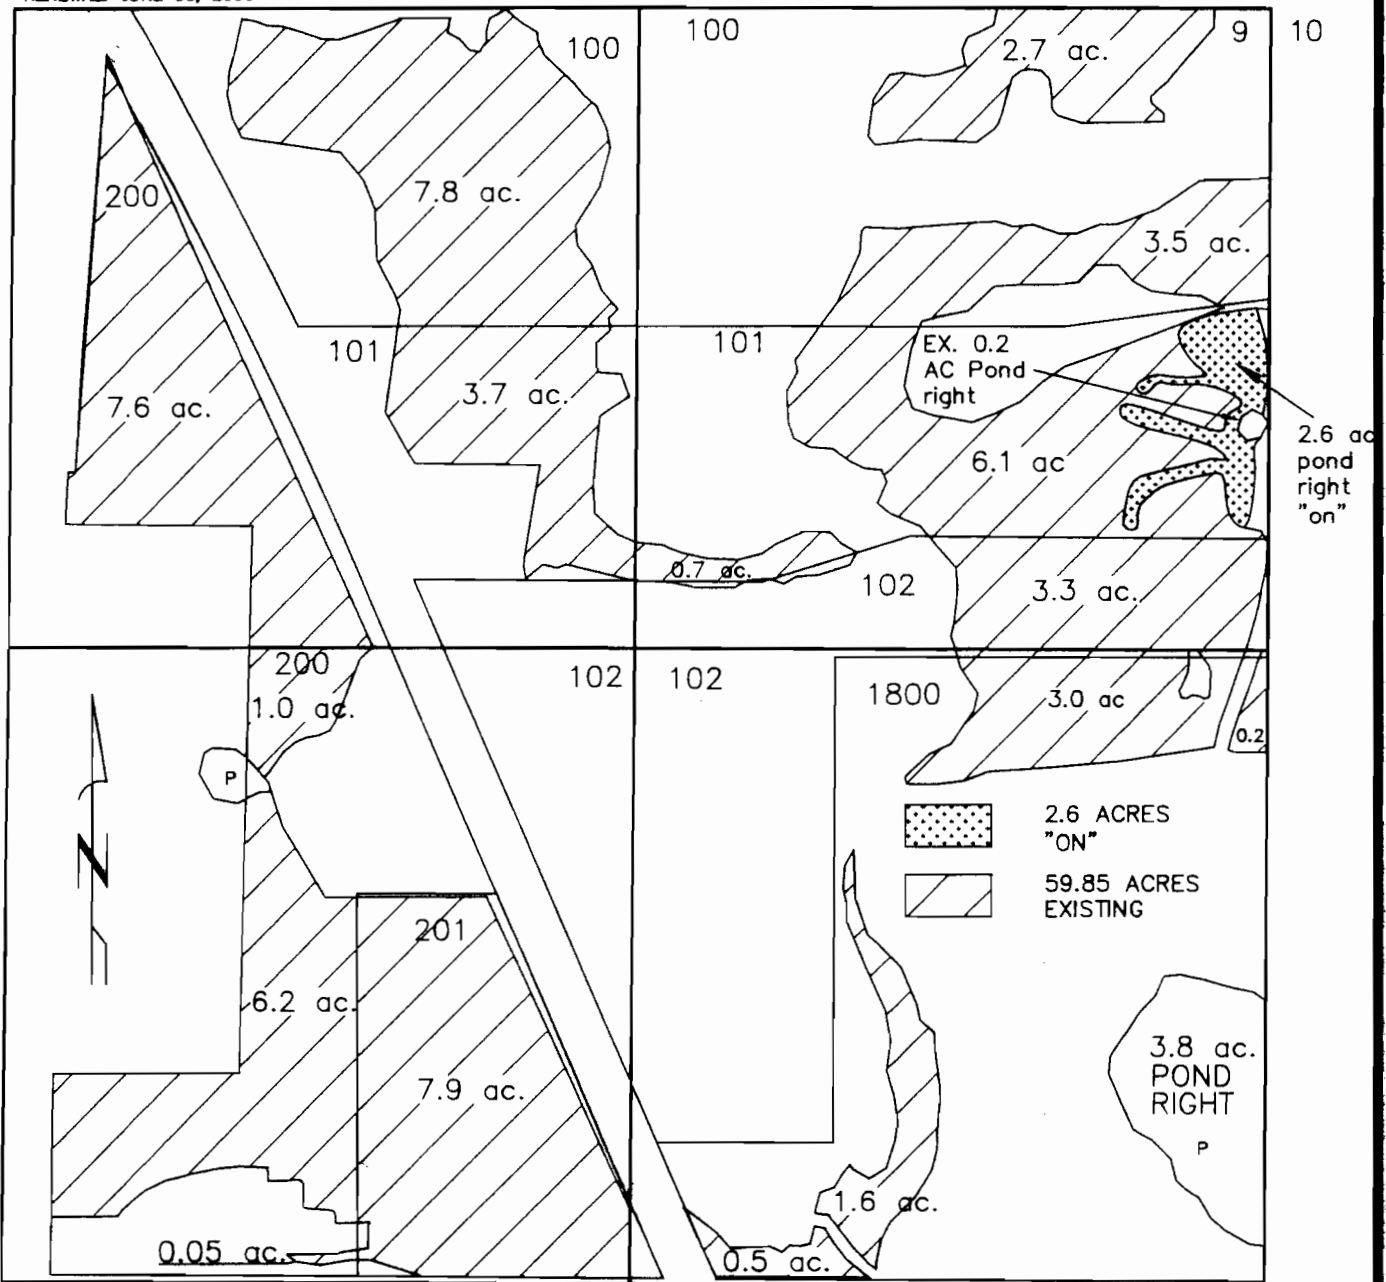 100
100
9
10
2.7 ac.
200
7.8 ac.
3.5 ac.
101
101
EX. 0.2
AC Pond
right
7.6 ac.
3.7 ac.
2.6 ac
pond
right
"on"
6.1 ac
0.7 ac.
102
3.3 ac.
200
102
102
1800
3.0 ac
1.0 ac.
0.2
P
2.6 ACRES
"ON"
N
59.85 ACRES
EXISTING
201
6.2 ac.
3.8 ac.
POND
RIGHT
7.9 ac.
P
1.6 ac.
0.05 ac.
0.5 ac.